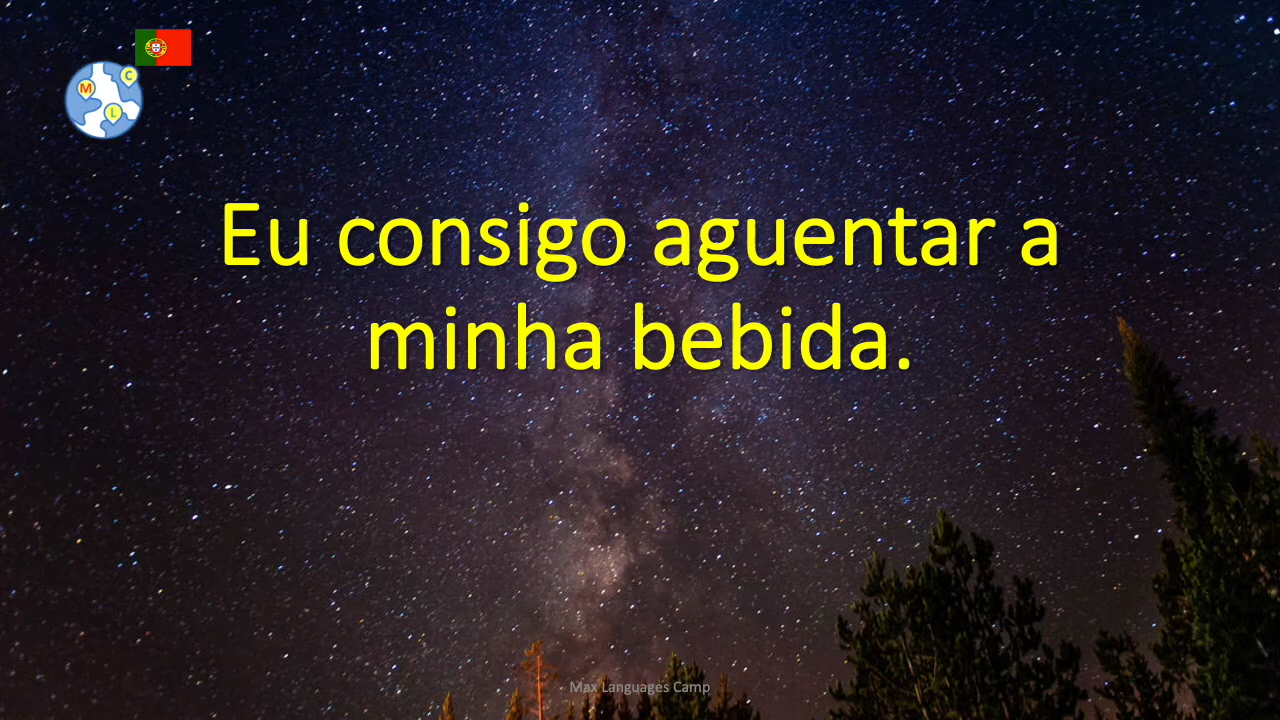 C
M
L
Eu consigo aguentar a
minha bebida.
Max Languages Camp